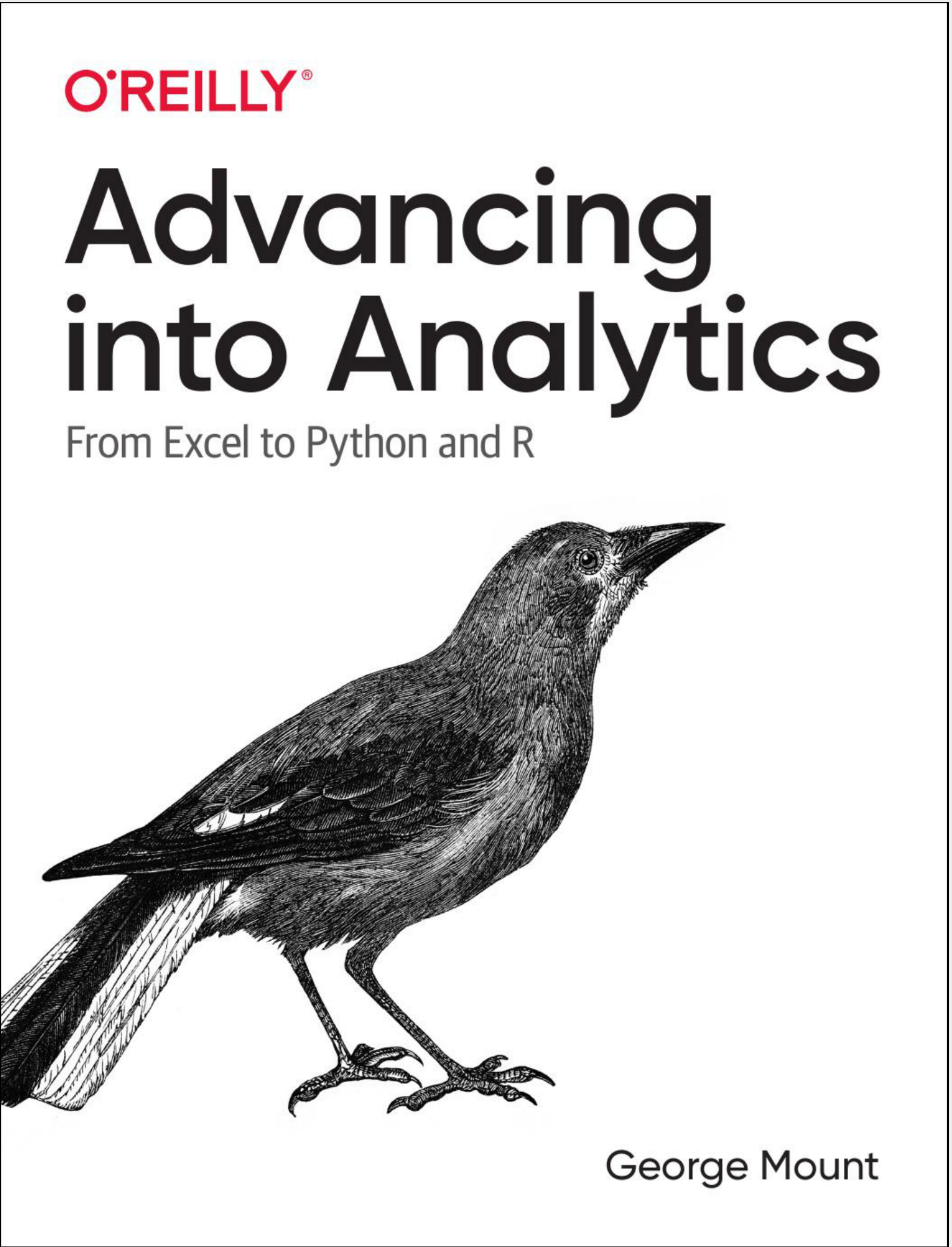 O'REILLY®
Advancing
into Analytics
From Excel to Python and R
George Mount